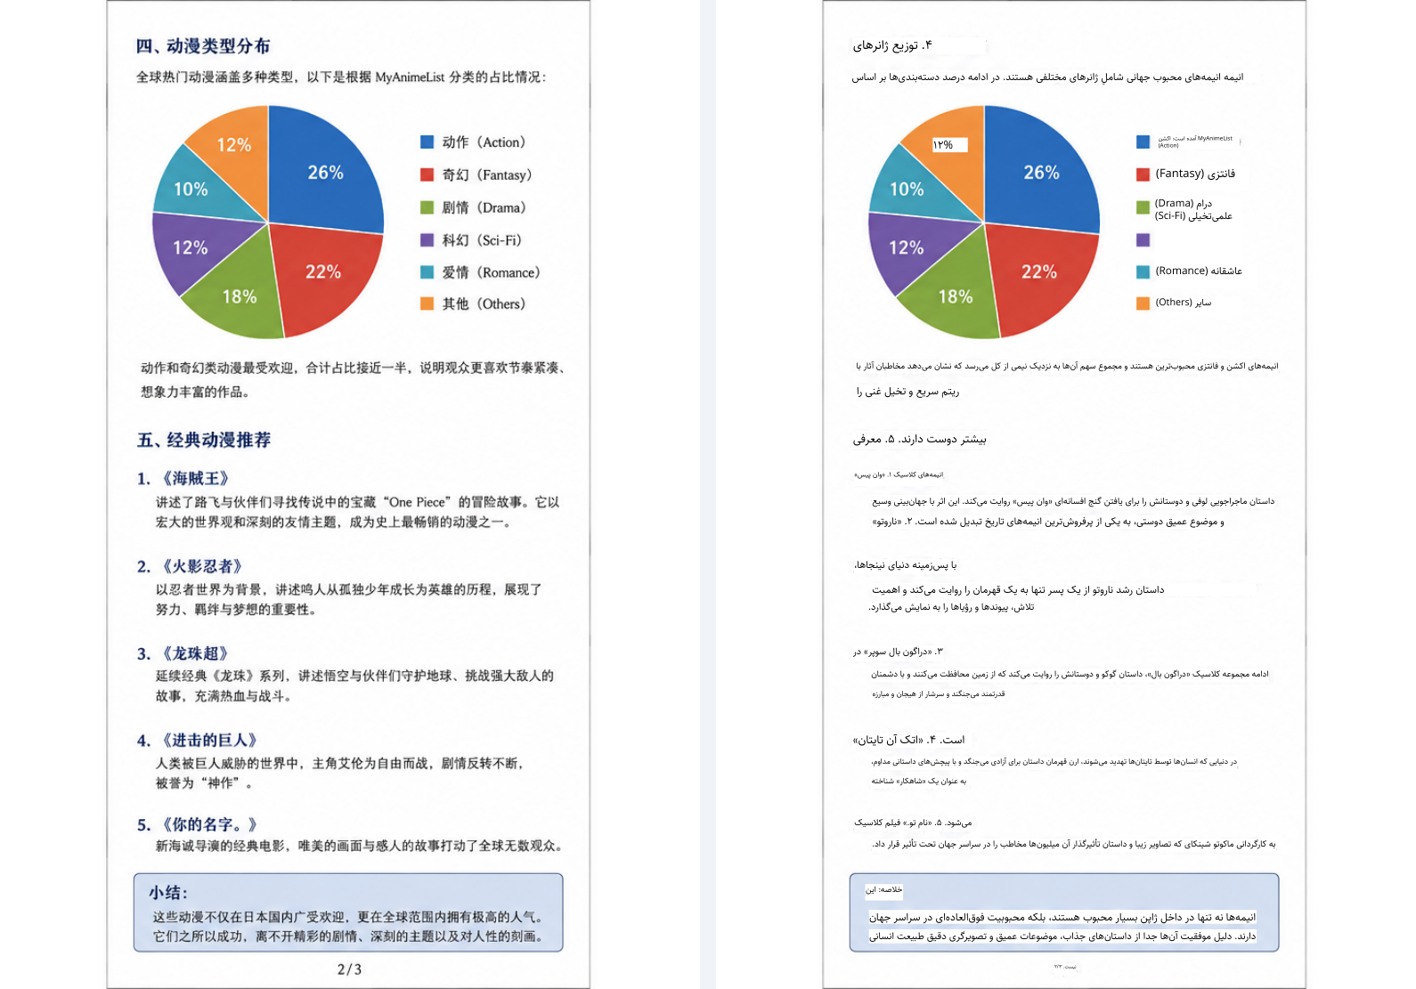 四、动漫类型分布
全球热门动漫涵盖多种类型，以下是根据 MyAnimeList 分类的占比情况：
12%
26%
10%
12%
22%
18%
动作（Action）
奇幻（Fantasy）
剧情（Drama）
科幻（Sci-Fi）
爱情（Romance）
其他（Others）
动作和奇幻类动漫最受欢迎，合计占比接近一半，说明观众更喜欢节奏紧凑、
想象力丰富的作品。
五、经典动漫推荐
1. 《海贼王》
讲述了路飞与伙伴们寻找传说中的宝藏“One Piece”的冒险故事。它以
宏大的世界观和深刻的友情主题，成为史上最畅销的动漫之一。
2. 《火影忍者》
以忍者世界为背景，讲述鸣人从孤独少年成长为英雄的历程，展现了
努力、羁绊与梦想的重要性。
3. 《龙珠超》
延续经典《龙珠》系列，讲述悟空与伙伴们守护地球、挑战强大敌人的
故事，充满热血与战斗。
4. 《进击的巨人》
人类被巨人威胁的世界中，主角艾伦为自由而战，剧情反转不断，
被誉为“神作”。
5. 《你的名字。》
新海诚导演的经典电影，唯美的画面与感人的故事打动了全球无数观众。
小结：
这些动漫不仅在日本国内广受欢迎，更在全球范围内拥有极高的人气。
它们之所以成功，离不开精彩的剧情、深刻的主题以及对人性的刻画。
2/3
۴. توزیع ژانرهای
انیمه انیمه‌های محبوب جهانی شامل ژانرهای مختلفی هستند. در ادامه درصد دسته‌بندی‌ها بر اساس
۱۲%
26%
10%
12%
22%
18%
MyAnimeList آمده است: اکشن
(Action)
فانتزی (Fantasy)
درام (Drama)
علمی‌تخیلی (Sci-Fi)
عاشقانه (Romance)
سایر (Others)
انیمه‌های اکشن و فانتزی محبوب‌ترین هستند و مجموع سهم آن‌ها به نزدیک نیمی از کل می‌رسد که نشان می‌دهد مخاطبان آثار با
ریتم سریع و تخیل غنی را
بیشتر دوست دارند. ۵. معرفی
انیمه‌های کلاسیک ۱. «وان پیس»
داستان ماجراجویی لوفی و دوستانش را برای یافتن گنج افسانه‌ای «وان پیس» روایت می‌کند. این اثر با جهان‌بینی وسیع
و موضوع عمیق دوستی، به یکی از پرفروش‌ترین انیمه‌های تاریخ تبدیل شده است. ۲. «ناروتو»
با پس‌زمینه دنیای نینجاها،
داستان رشد ناروتو از یک پسر تنها به یک قهرمان را روایت می‌کند و اهمیت
تلاش، پیوندها و رؤیاها را به نمایش می‌گذارد.
۳. «دراگون بال سوپر» در
ادامه مجموعه کلاسیک «دراگون بال»، داستان گوکو و دوستانش را روایت می‌کند که از زمین محافظت می‌کنند و با دشمنان
قدرتمند می‌جنگند و سرشار از هیجان و مبارزه
است. ۴. «اتک آن تایتان»
در دنیایی که انسان‌ها توسط تایتان‌ها تهدید می‌شوند، ارن قهرمان داستان برای آزادی می‌جنگد و با پیچش‌های داستانی مداوم،
به عنوان یک «شاهکار» شناخته
می‌شود. ۵. «نام تو.» فیلم کلاسیک
به کارگردانی ماکوتو شینکای که تصاویر زیبا و داستان تأثیرگذار آن میلیون‌ها مخاطب را در سراسر جهان تحت تأثیر قرار داد.
خلاصه: این
انیمه‌ها نه تنها در داخل ژاپن بسیار محبوب هستند، بلکه محبوبیت فوق‌العاده‌ای در سراسر جهان
دارند. دلیل موفقیت آن‌ها جدا از داستان‌های جذاب، موضوعات عمیق و تصویرگری دقیق طبیعت انسانی
نیست. ۲/۳